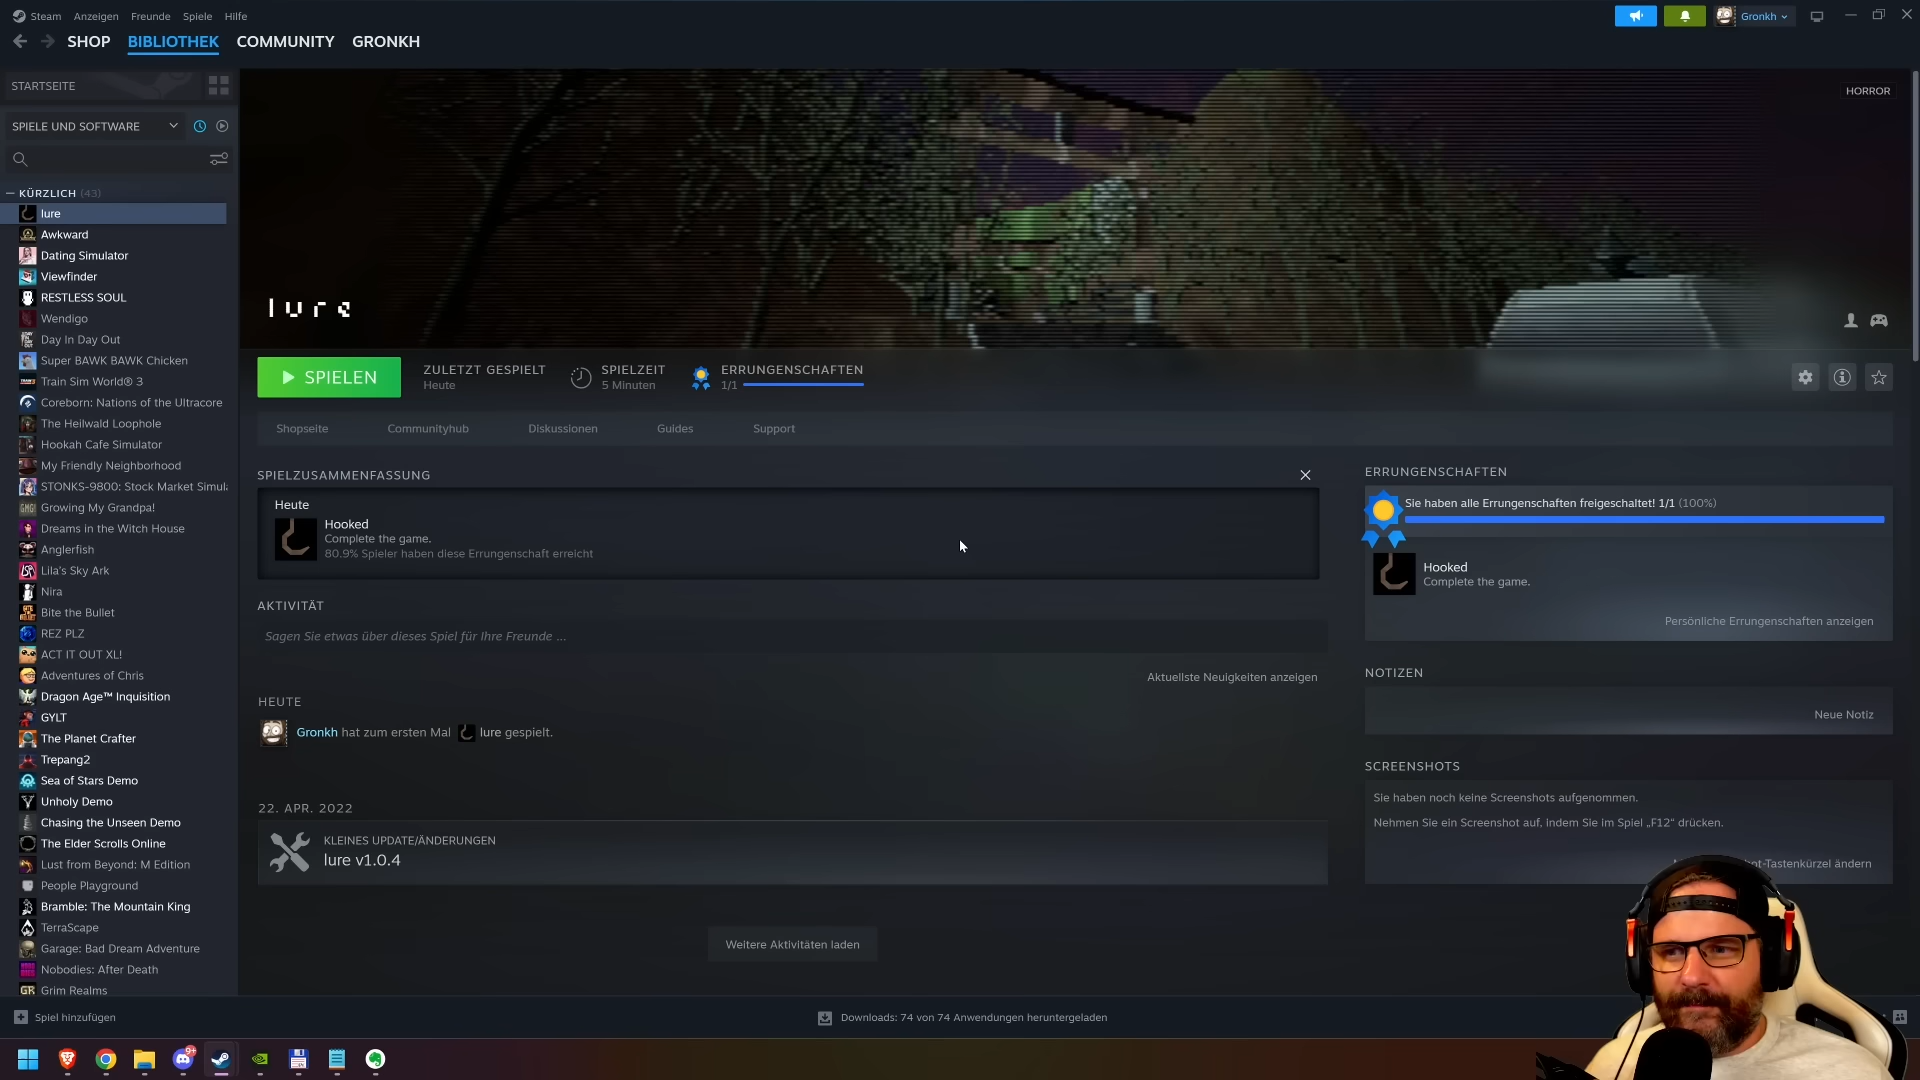 Steam Anzeigen Freunde Spiele Hilfe
Gronkh
SHOP BIBLIOTHEK COMMUNITY GRONKH
STARTSEITE
SPIELE UND SOFTWARE
KÜRZLICH (43)
lure
Awkward
Dating Simulator
Viewfinder
RESTLESS SOUL
Wendigo
Day In Day Out
Super BAWK BAWK Chicken
Train Sim World® 3
Coreborn: Nations of the Ultracore
The Heilwald Loophole
Hookah Cafe Simulator
My Friendly Neighborhood
STONKS-9800: Stock Market Simul
Growing My Grandpa!
Dreams in the Witch House
Anglerfish
Lila's Sky Ark
Nira
Bite the Bullet
REZ PLZ
ACT IT OUT XL!
Adventures of Chris
Dragon Age™ Inquisition
GYLT
The Planet Crafter
Trepang2
Sea of Stars Demo
Unholy Demo
Chasing the Unseen Demo
The Elder Scrolls Online
Lust from Beyond: M Edition
People Playground
Bramble: The Mountain King
TerraScape
Garage: Bad Dream Adventure
Nobodies: After Death
Grim Realms
HORROR
lure
SPIELEN
ZULETZT GESPIELT
Heute
SPIELZEIT
5 Minuten
ERRUNGENSCHAFTEN
1/1
Shopseite Communityhub Diskussionen Guides Support
SPIELZUSAMMENFASSUNG
Heute
Hooked
Complete the game.
80.9% Spieler haben diese Errungenschaft erreicht
AKTIVITÄT
Sagen Sie etwas über dieses Spiel für Ihre Freunde ...
Aktuellste Neuigkeiten anzeigen
HEUTE
Gronkh hat zum ersten Mal lure gespielt.
22. APR. 2022
KLEINES UPDATE/ÄNDERUNGEN
lure v1.0.4
Weitere Aktivitäten laden
ERRUNGENSCHAFTEN
Sie haben alle Errungenschaften freigeschaltet! 1/1 (100%)
Hooked
Complete the game.
Persönliche Errungenschaften anzeigen
NOTIZEN
Neue Notiz
SCREENSHOTS
Sie haben noch keine Screenshots aufgenommen.
Nehmen Sie ein Screenshot auf, indem Sie im Spiel „F12" drücken.
ot-Tastenkürzel ändern
Spiel hinzufügen
Downloads: 74 von 74 Anwendungen heruntergeladen
9+